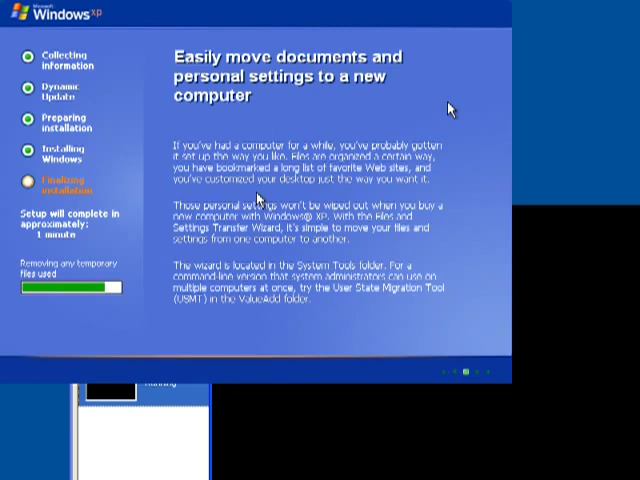 Microsoft
Windows xp
Collecting
information
Dynamic
Update
Preparing
installation
Installing
Windows
Finalizing
installation
Setup will complete in
approximately:
1 minute
Removing any temporary
files used
Easily move documents and
personal settings to a new
computer
If you've had a computer for a while, you've probably gotten
it set up the way you like. Files are organized a certain way,
you have bookmarked a long list of favorite Web sites, and
you've customized your desktop just the way you want it.
Those personal settings won't be wiped out when you buy a
new computer with Windows® XP. With the Files and
Settings Transfer Wizard, it's simple to move your files and
settings from one computer to another.
The wizard is located in the System Tools folder. For a
command-line version that system administrators can use on
multiple computers at once, try the User State Migration Tool
(USMT) in the ValueAdd folder.
Running